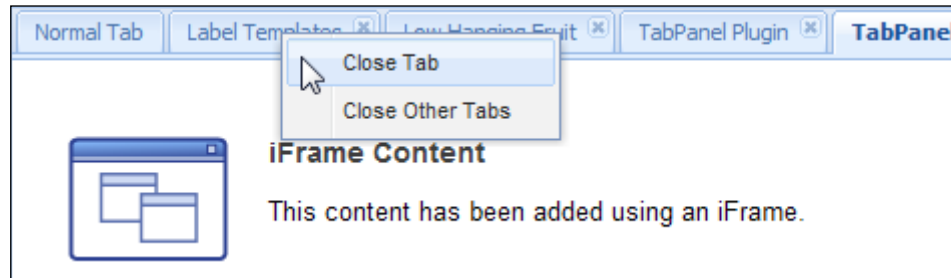 Normal Tab Label Templates Low Hanging Fruit TabPanel Plugin TabPanel
Close Tab
Close Other Tabs
iFrame Content
This content has been added using an iFrame.